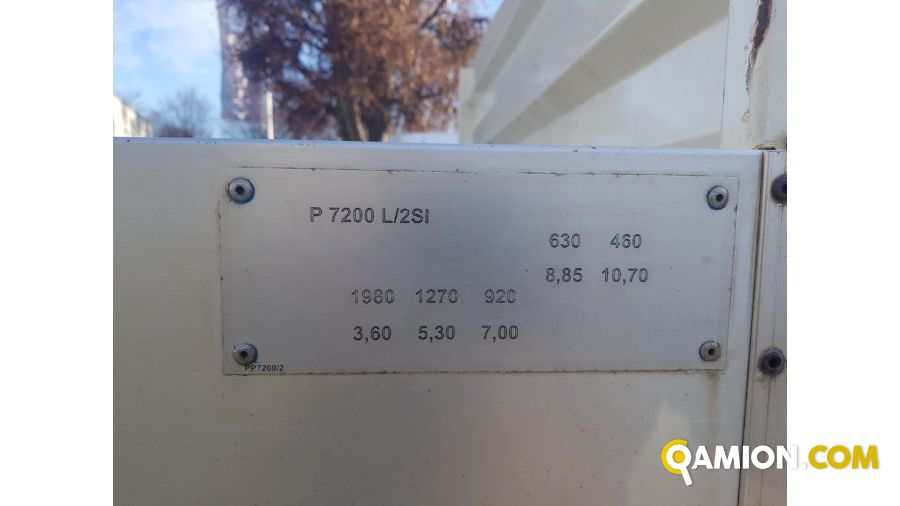 P 7200 L/2SI
630 460
8,85 10,70
1980 1270 920
3,60 5,30 7,00
PP7200/2
QAMION.COM